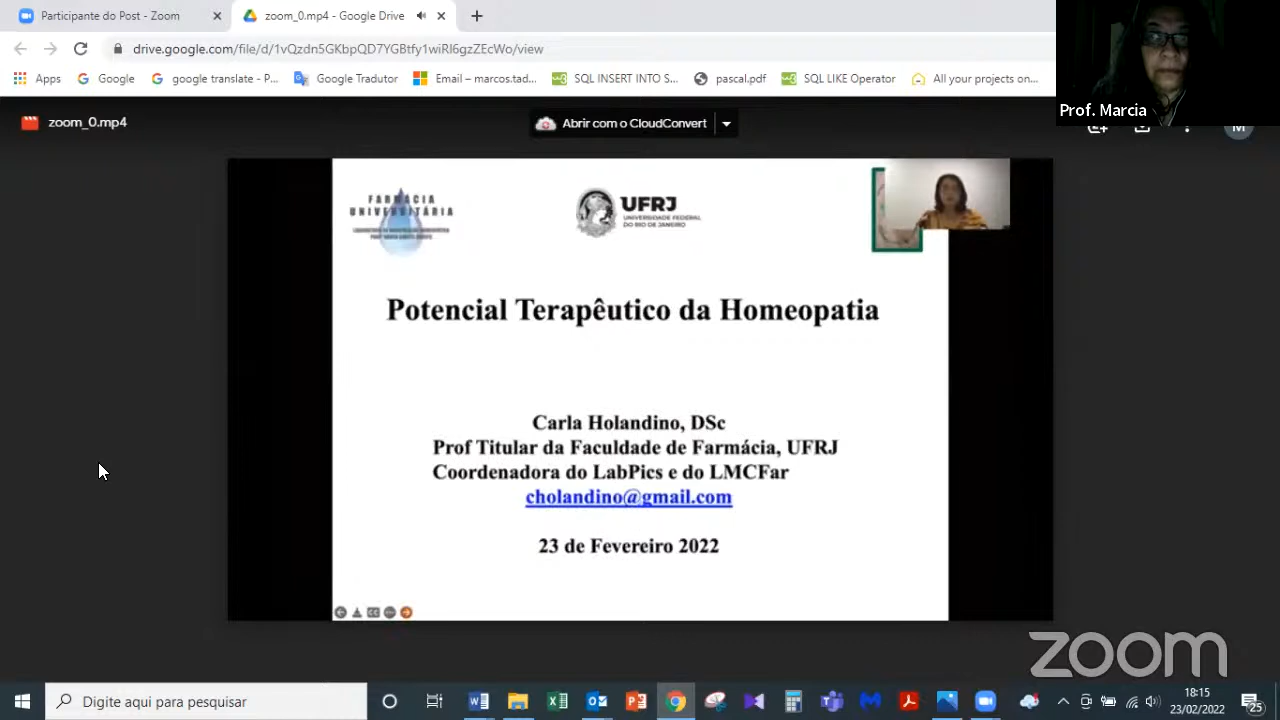 Participante do Post - Zoom
zoom_0.mp4 - Google Drive
drive.google.com/file/d/1vQzdn5GKbpQD7YGBtfy1wiRl6gzZEcWo/view
Apps
Google
google translate - P...
Google Tradutor
Email – marcos.tad...
SQL INSERT INTO S...
pascal.pdf
SQL LIKE Operator
All your projects on...
Prof. Marcia
zoom_0.mp4
Abrir com o CloudConvert
M
FARMÁCIA
UNIVERSITÁRIA
UFRJ
UNIVERSIDADE FEDERAL
DO RIO DE JANEIRO
Potencial Terapêutico da Homeopatia
Carla Holandino, DSc
Prof Titular da Faculdade de Farmácia, UFRJ
Coordenadora do LabPics e do LMCFar
cholandino@gmail.com
23 de Fevereiro 2022
zoom
Digite aqui para pesquisar
18:15
23/02/2022
25